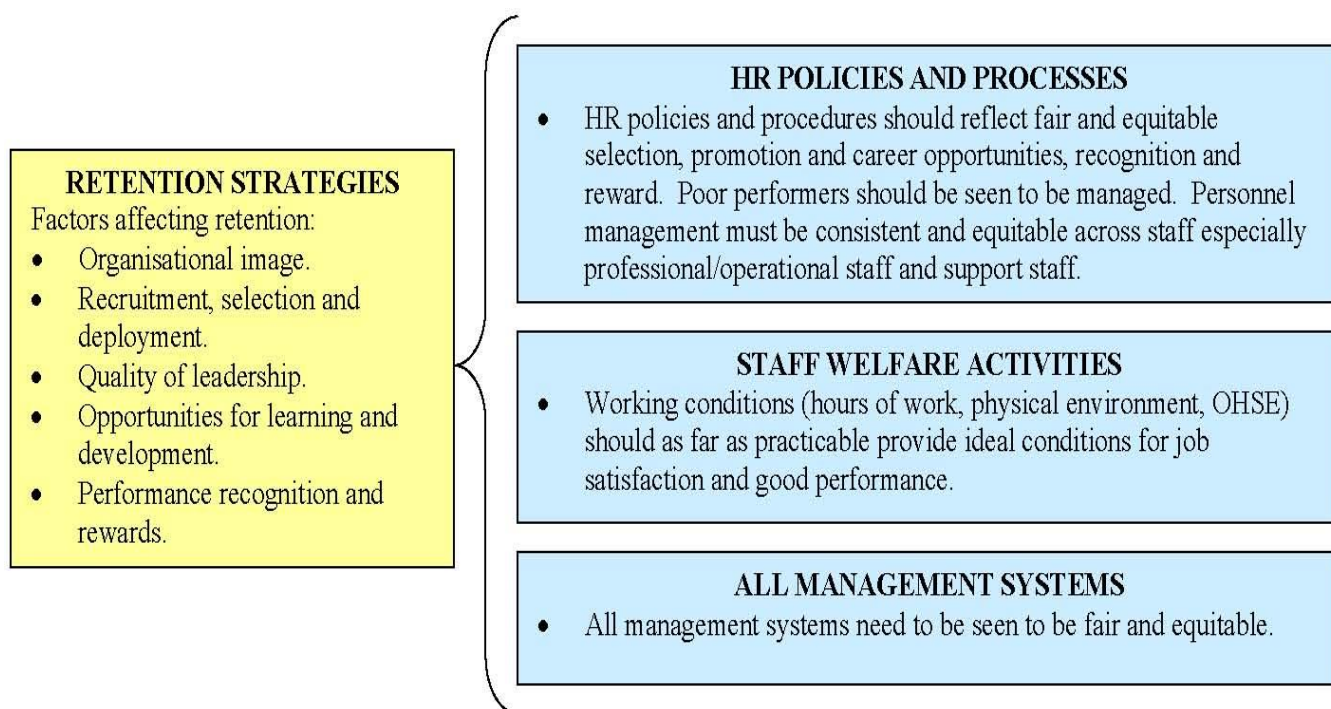 RETENTION STRATEGIES
Factors affecting retention:
• Organisational image.
• Recruitment, selection and
deployment.
• Quality of leadership.
• Opportunities for learning and
development.
• Performance recognition and
rewards.
HR POLICIES AND PROCESSES
• HR policies and procedures should reflect fair and equitable
selection, promotion and career opportunities, recognition and
reward.  Poor performers should be seen to be managed.  Personnel
management must be consistent and equitable across staff especially
professional/operational staff and support staff.
STAFF WELFARE ACTIVITIES
• Working conditions (hours of work, physical environment, OHSE)
should as far as practicable provide ideal conditions for job
satisfaction and good performance.
ALL MANAGEMENT SYSTEMS
• All management systems need to be seen to be fair and equitable.